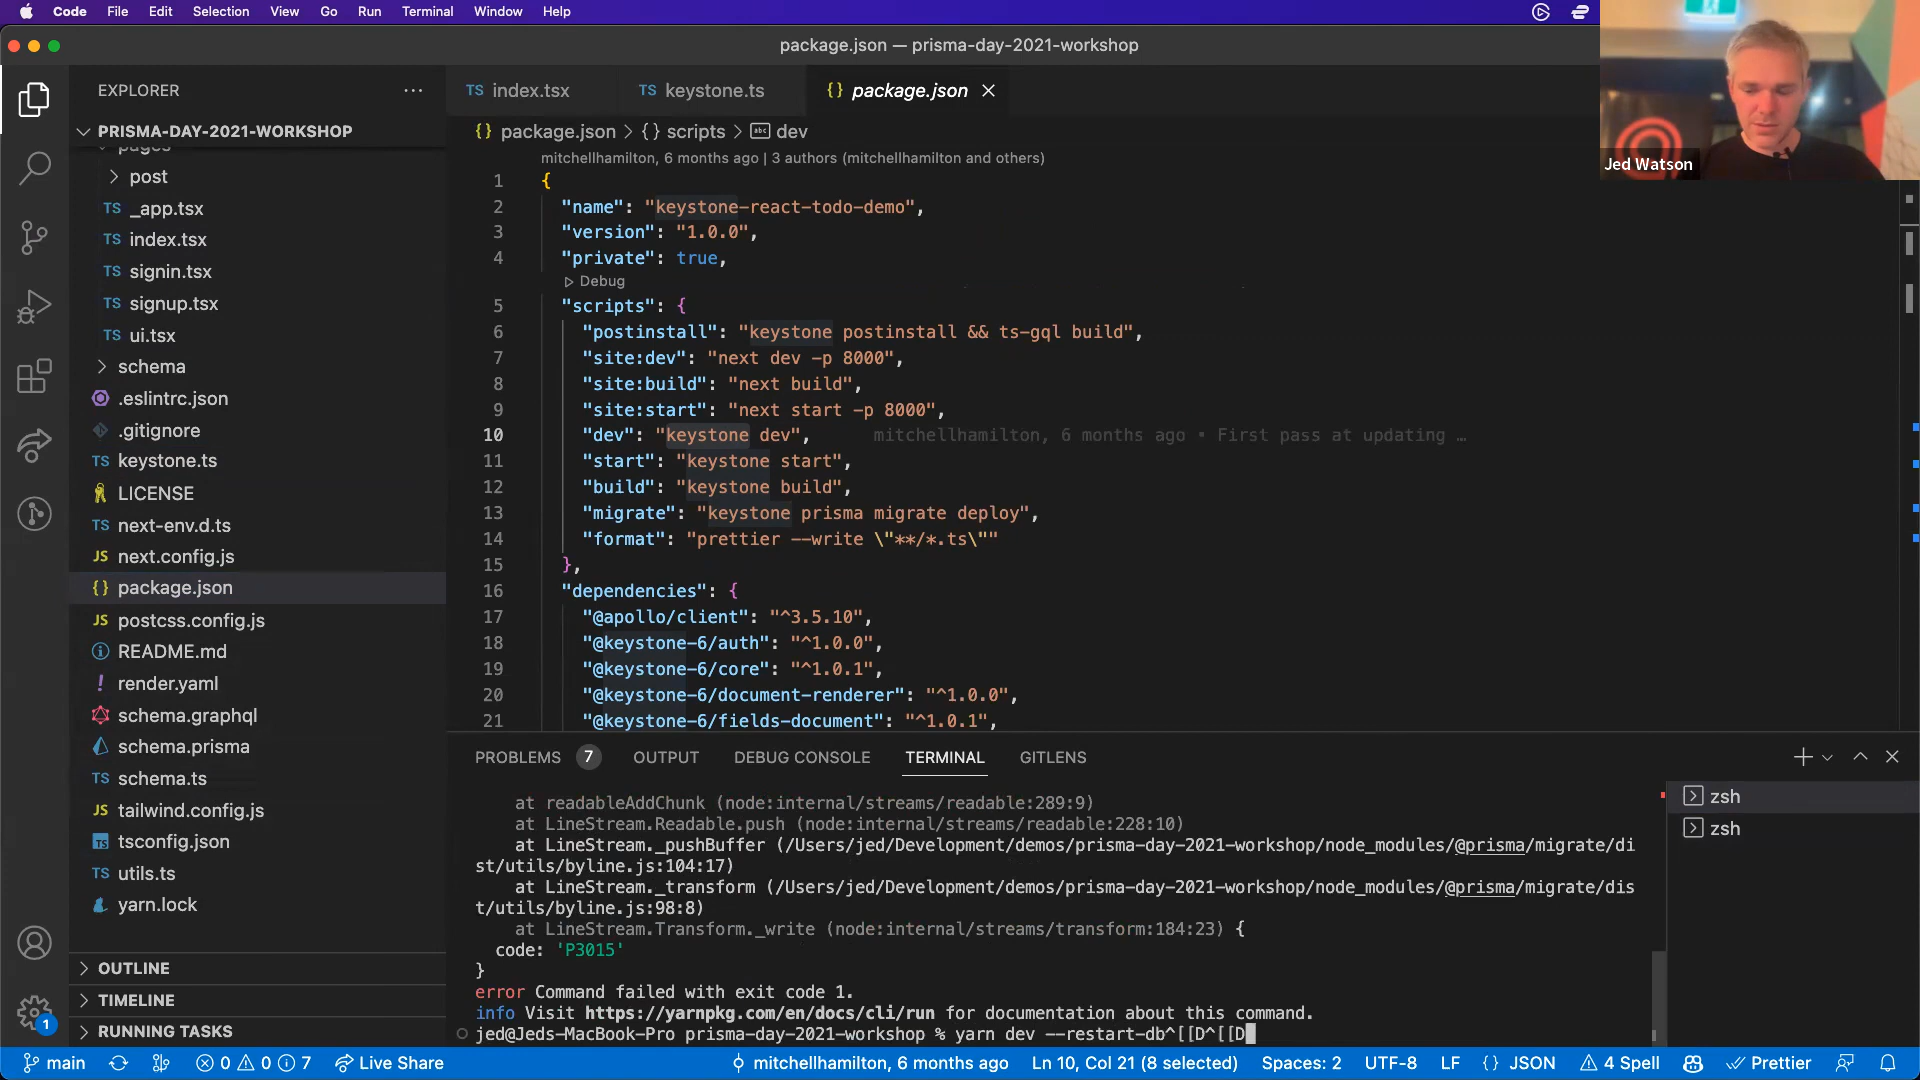 Code File Edit Selection View Go Run Terminal Window Help
package.json — prisma-day-2021-workshop
Jed Watson
EXPLORER
PRISMA-DAY-2021-WORKSHOP
pages
post
TS _app.tsx
TS index.tsx
TS signin.tsx
TS signup.tsx
TS ui.tsx
schema
.eslintrc.json
.gitignore
TS keystone.ts
LICENSE
TS next-env.d.ts
JS next.config.js
{} package.json
JS postcss.config.js
README.md
! render.yaml
schema.graphql
schema.prisma
TS schema.ts
JS tailwind.config.js
TS tsconfig.json
TS utils.ts
yarn.lock
OUTLINE
TIMELINE
RUNNING TASKS
1
TS index.tsx TS keystone.ts {} package.json
{} package.json > {} scripts > abc dev
mitchellhamilton, 6 months ago | 3 authors (mitchellhamilton and others)
1 {
2 "name": "keystone-react-todo-demo",
3 "version": "1.0.0",
4 "private": true,
Debug
5 "scripts": {
6 "postinstall": "keystone postinstall && ts-gql build",
7 "site:dev": "next dev -p 8000",
8 "site:build": "next build",
9 "site:start": "next start -p 8000",
10 "dev": "keystone dev", mitchellhamilton, 6 months ago • First pass at updating …
11 "start": "keystone start",
12 "build": "keystone build",
13 "migrate": "keystone prisma migrate deploy",
14 "format": "prettier --write \"**/*.ts\""
15 },
16 "dependencies": {
17 "@apollo/client": "^3.5.10",
18 "@keystone-6/auth": "^1.0.0",
19 "@keystone-6/core": "^1.0.1",
20 "@keystone-6/document-renderer": "^1.0.0",
21 "@keystone-6/fields-document": "^1.0.1",
PROBLEMS 7 OUTPUT DEBUG CONSOLE TERMINAL GITLENS
at readableAddChunk (node:internal/streams/readable:289:9)
at LineStream.Readable.push (node:internal/streams/readable:228:10)
at LineStream._pushBuffer (/Users/jed/Development/demos/prisma-day-2021-workshop/node_modules/@prisma/migrate/di
st/utils/byline.js:104:17)
at LineStream._transform (/Users/jed/Development/demos/prisma-day-2021-workshop/node_modules/@prisma/migrate/dis
t/utils/byline.js:98:8)
at LineStream.Transform._write (node:internal/streams/transform:184:23) {
code: 'P3015'
}
error Command failed with exit code 1.
info Visit https://yarnpkg.com/en/docs/cli/run for documentation about this command.
jed@Jeds-MacBook-Pro prisma-day-2021-workshop % yarn dev --restart-db^[[D^[[D
zsh
zsh
main 0 0 7 Live Share mitchellhamilton, 6 months ago Ln 10, Col 21 (8 selected) Spaces: 2 UTF-8 LF {} JSON 4 Spell Prettier